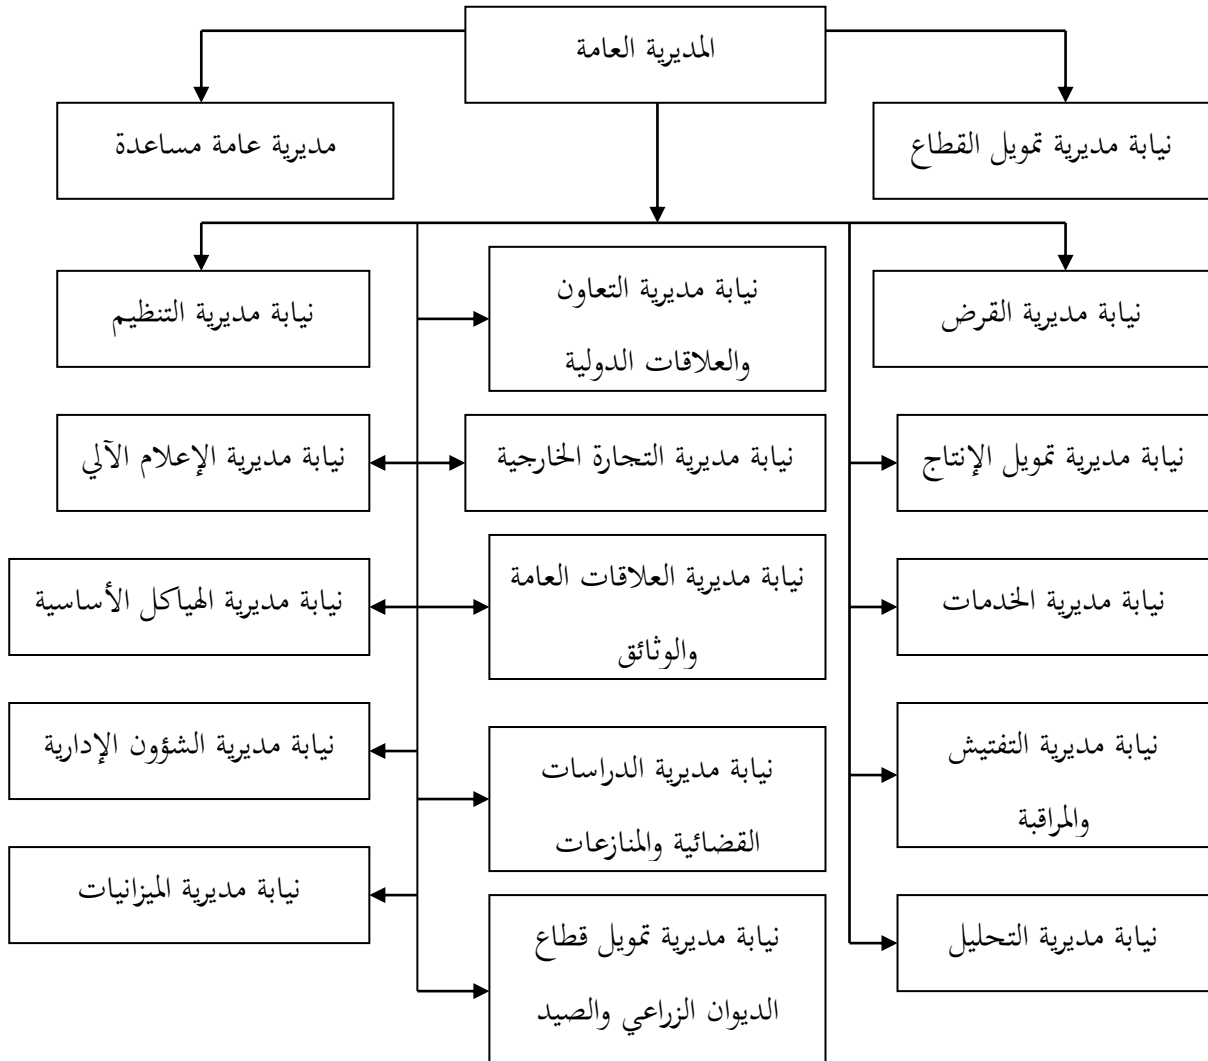 المديرية العامة
نيابة مديرية تمويل القطاع
مديرية عامة مساعدة
نيابة مديرية القرض
نيابة مديرية التعاون
والعلاقات الدولية
نيابة مديرية التنظيم
نيابة مديرية تمويل الإنتاج
نيابة مديرية التجارة الخارجية
نيابة مديرية الإعلام الآلي
نيابة مديرية الخدمات
نيابة مديرية العلاقات العامة
والوثائق
نيابة مديرية الهياكل الأساسية
نيابة مديرية التفتيش
والمراقبة
نيابة مديرية الدراسات
القضائية والمنازعات
نيابة مديرية الشؤون الإدارية
نيابة مديرية التحليل
نيابة مديرية تمويل قطاع
الديوان الزراعي والصيد
نيابة مديرية الميزانيات